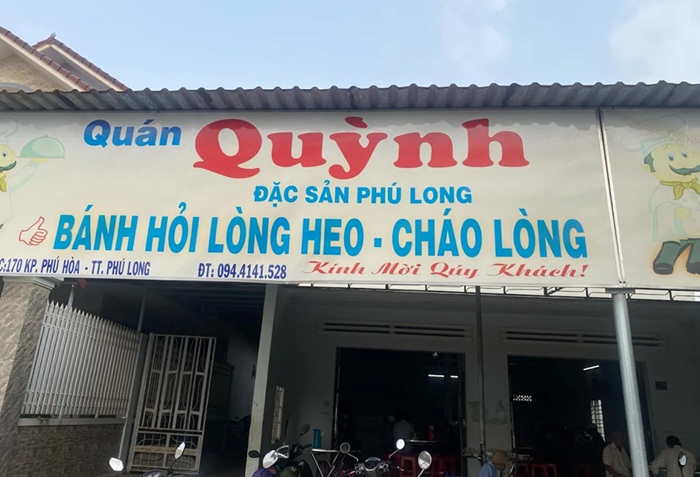 Quán Quỳnh
ĐẶC SẢN PHÚ LONG
BÁNH HỎI LÒNG HEO - CHÁO LÒNG
C:170 KP. PHÚ HÒA - TT. PHÚ LONG ĐT: 094.4141.528 Kính Mời Qúy Khách!